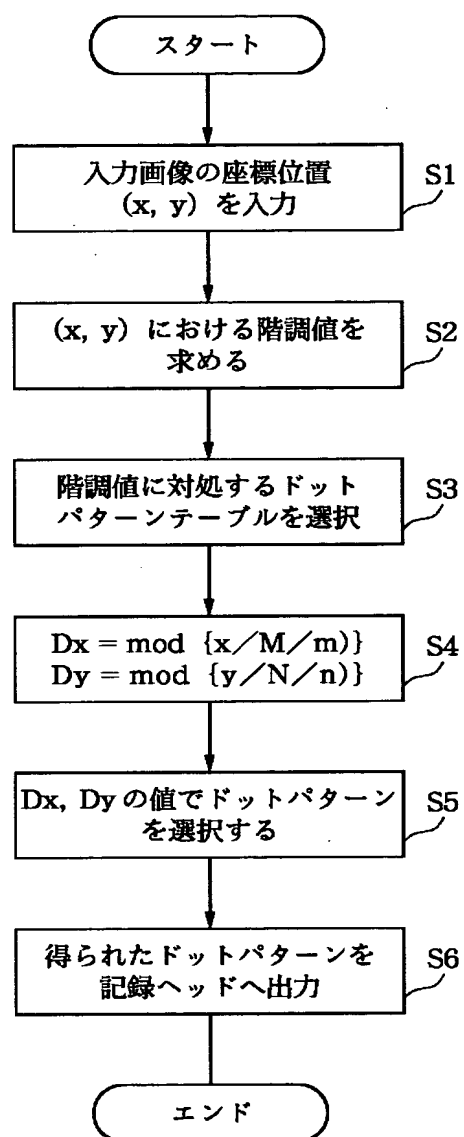 スタート
入力画像の座標位置
(x, y) を入力
S1
(x, y) における階調値を
求める
S2
階調値に対処するドット
パターンテーブルを選択
S3
Dx = mod {x/M/m)}
Dy = mod {y/N/n)}
S4
Dx, Dy の値でドットパターン
を選択する
S5
得られたドットパターンを
記録ヘッドへ出力
S6
エンド